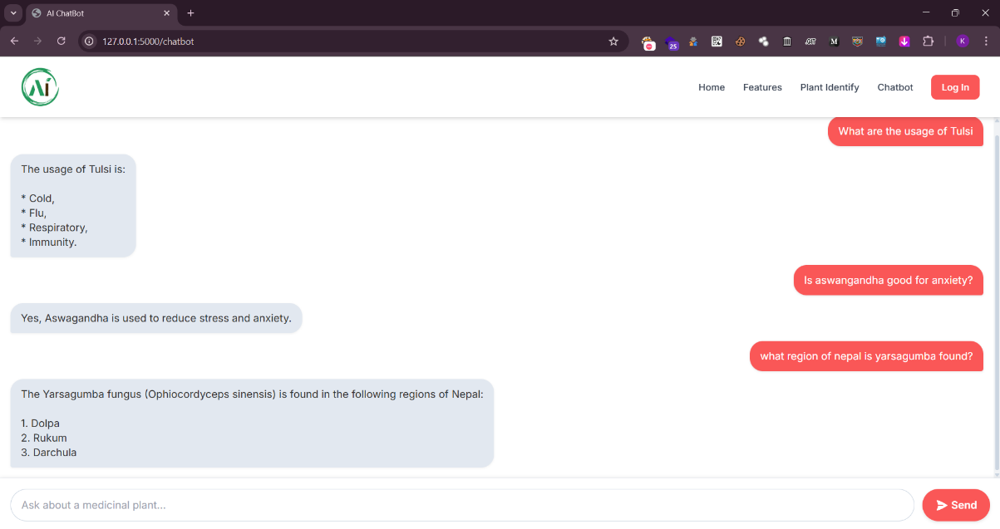 AI ChatBot
127.0.0.1:5000/chatbot
25
M
K
Ai
Home
Features
Plant Identify
Chatbot
Log In
What are the usage of Tulsi
The usage of Tulsi is:
* Cold,
* Flu,
* Respiratory,
* Immunity.
Is aswangandha good for anxiety?
Yes, Aswagandha is used to reduce stress and anxiety.
what region of nepal is yarsagumba found?
The Yarsagumba fungus (Ophiocordyceps sinensis) is found in the following regions of Nepal:
1. Dolpa
2. Rukum
3. Darchula
Ask about a medicinal plant...
Send